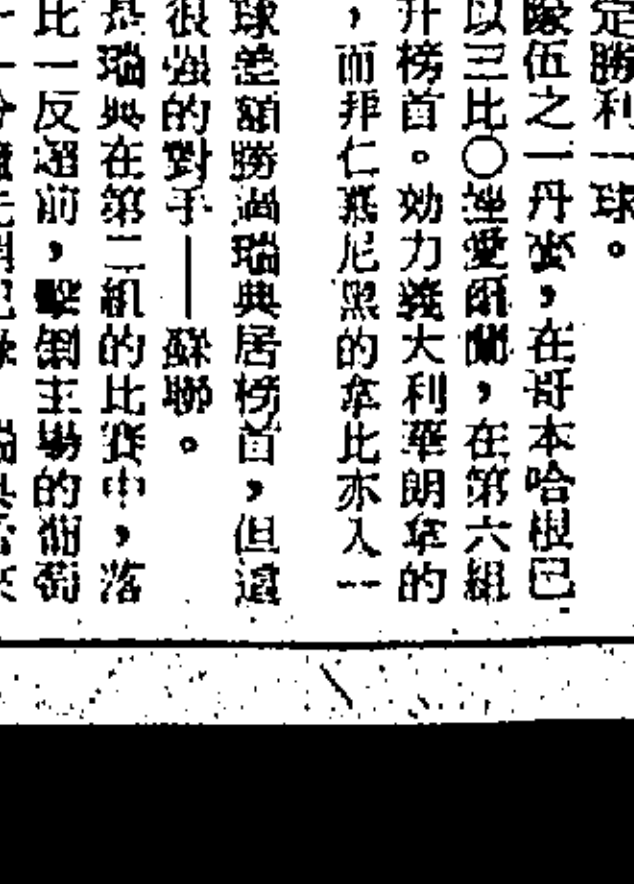 定勝利一球。
隊伍之一丹麥，在哥本哈根已
以三比〇挫愛爾蘭，在第六組
升榜首。効力義大利華朗拿的
，而拜仁慕尼黑的拿比亦入一
球差額勝過瑞典居榜首，但還
很强的對手——蘇聯。
瑞典在第二組的比賽中，落
比一反超前，擊倒主場的葡萄